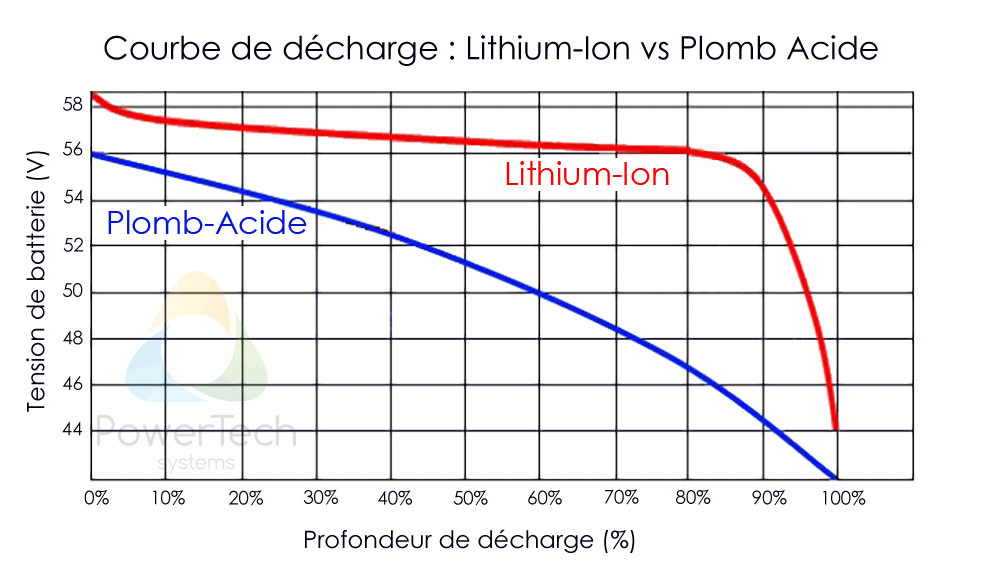 Courbe de décharge : Lithium-Ion vs Plomb Acide
Tension de batterie (V)
58
56
54
52
50
48
46
44
Lithium-Ion
Plomb-Acide
PowerTech
systems
0%
10%
20%
30%
40%
50%
60%
70%
80%
90%
100%
Profondeur de décharge (%)